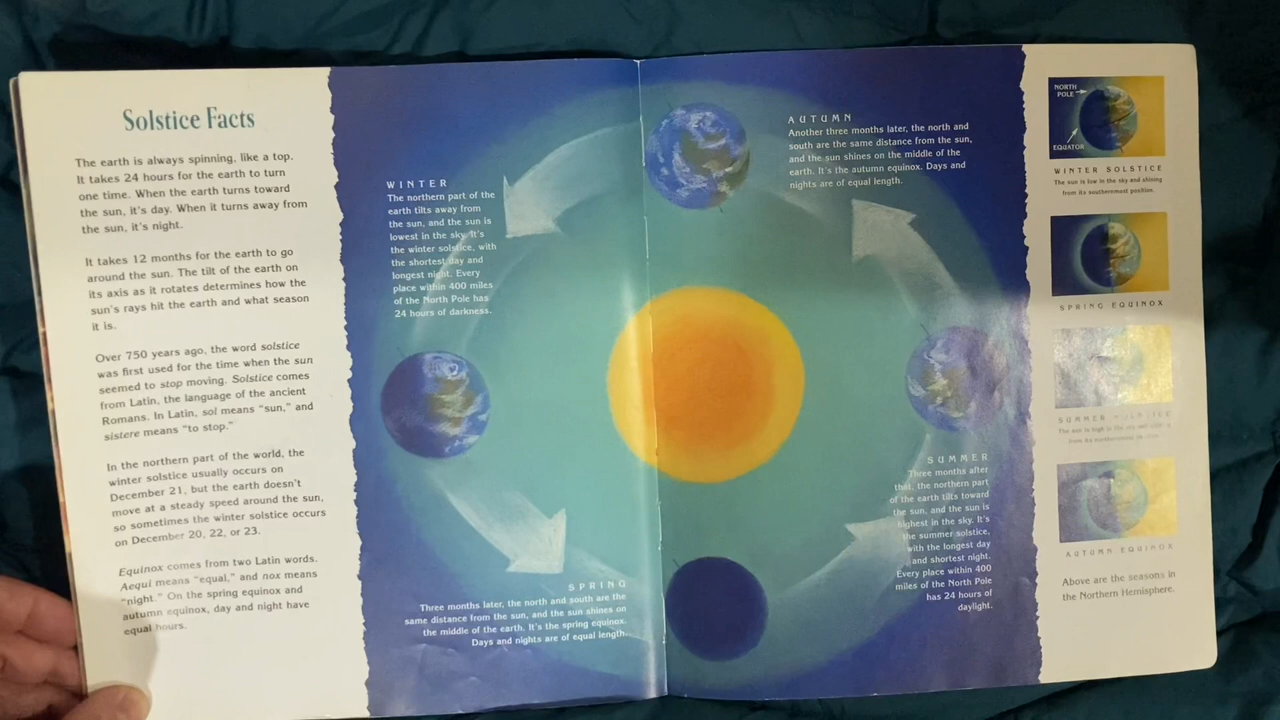 Solstice Facts
The earth is always spinning, like a top.
It takes 24 hours for the earth to turn
one time. When the earth turns toward
the sun, it's day. When it turns away from
the sun, it's night.
It takes 12 months for the earth to go
around the sun. The tilt of the earth on
its axis as it rotates determines how the
sun's rays hit the earth and what season
it is.
Over 750 years ago, the word solstice
was first used for the time when the sun
seemed to stop moving. Solstice comes
from Latin, the language of the ancient
Romans. In Latin, sol means "sun," and
sistere means "to stop."
In the northern part of the world, the
winter solstice usually occurs on
December 21, but the earth doesn't
move at a steady speed around the sun,
so sometimes the winter solstice occurs
on December 20, 22, or 23.
Equinox comes from two Latin words.
Aequi means "equal," and nox means
"night." On the spring equinox and
autumn equinox, day and night have
equal hours.
WINTER
The northern part of the
earth tilts away from
the sun, and the sun is
lowest in the sky. It's
the winter solstice, with
the shortest day and
longest night. Every
place within 400 miles
of the North Pole has
24 hours of darkness.
SPRING
Three months later, the north and south are the
same distance from the sun, and the sun shines on
the middle of the earth. It's the spring equinox.
Days and nights are of equal length.
AUTUMN
Another three months later, the north and
south are the same distance from the sun,
and the sun shines on the middle of the
earth. It's the autumn equinox. Days and
nights are of equal length.
SUMMER
Three months after
that, the northern part
of the earth tilts toward
the sun, and the sun is
highest in the sky. It's
the summer solstice,
with the longest day
and shortest night.
Every place within 400
miles of the North Pole
has 24 hours of
daylight.
NORTH
POLE
EQUATOR
WINTER SOLSTICE
The sun is low in the sky and shining
from its southernmost position.
SPRING EQUINOX
SUMMER SOLSTICE
The sun is high in the sky and
from its northernmost
AUTUMN EQUINOX
Above are the seasons in
the Northern Hemisphere.